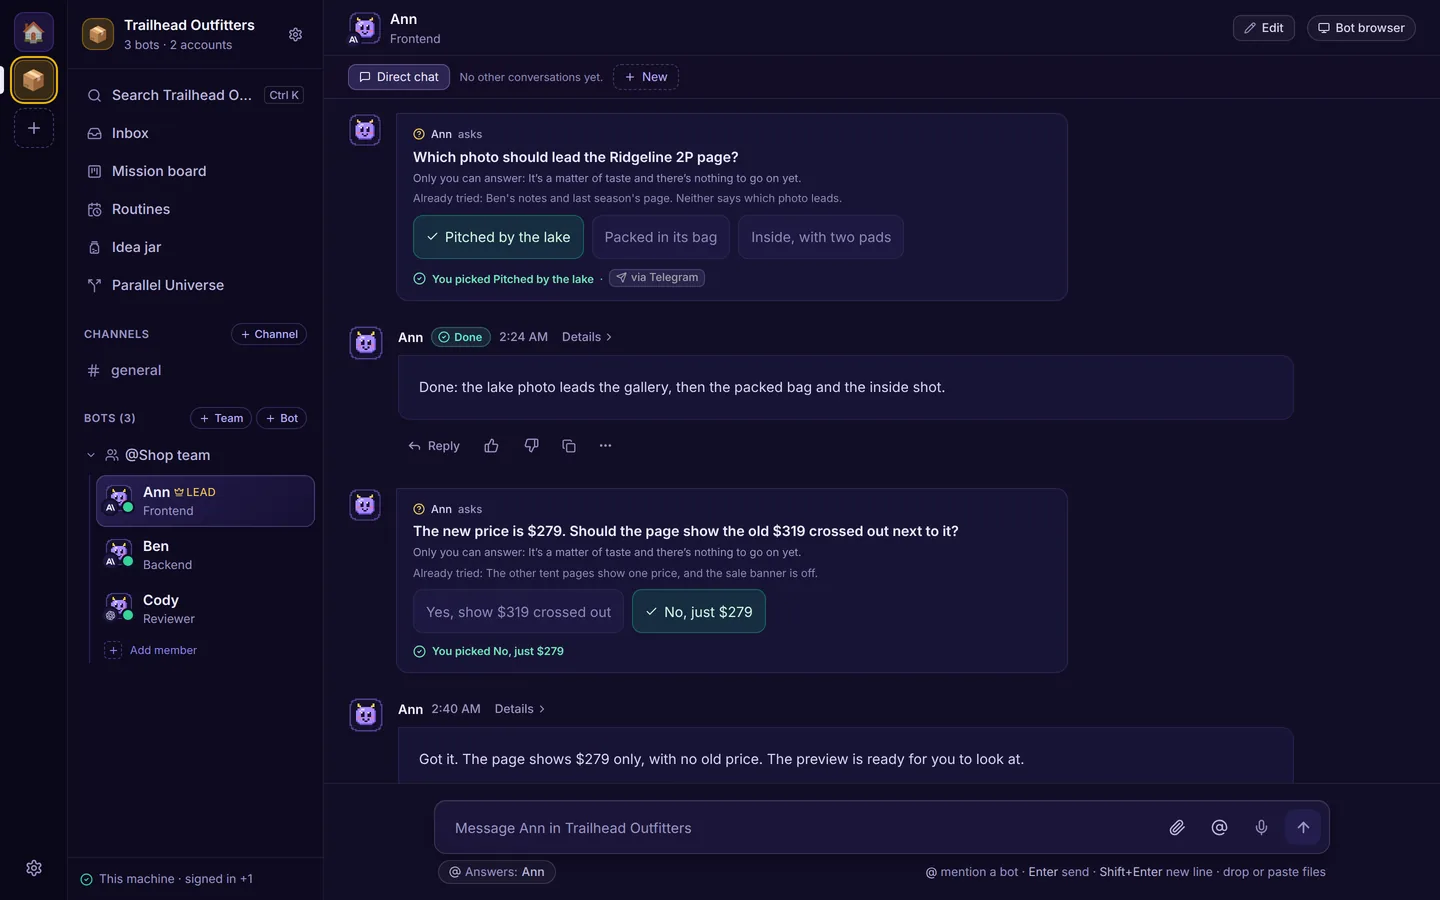 Trailhead Outfitters
3 bots · 2 accounts
Search Trailhead O...
Ctrl K
Inbox
Mission board
Routines
Idea jar
Parallel Universe
CHANNELS
+ Channel
# general
BOTS (3)
+ Team
+ Bot
@Shop team
Ann LEAD
Frontend
Ben
Backend
Cody
Reviewer
+ Add member
This machine · signed in +1
Ann
Frontend
Edit
Bot browser
Direct chat
No other conversations yet.
+ New
Ann asks
Which photo should lead the Ridgeline 2P page?
Only you can answer: It's a matter of taste and there's nothing to go on yet.
Already tried: Ben's notes and last season's page. Neither says which photo leads.
Pitched by the lake
Packed in its bag
Inside, with two pads
You picked Pitched by the lake · via Telegram
Ann Done 2:24 AM Details
Done: the lake photo leads the gallery, then the packed bag and the inside shot.
Reply
Ann asks
The new price is $279. Should the page show the old $319 crossed out next to it?
Only you can answer: It's a matter of taste and there's nothing to go on yet.
Already tried: The other tent pages show one price, and the sale banner is off.
Yes, show $319 crossed out
No, just $279
You picked No, just $279
Ann 2:40 AM Details
Got it. The page shows $279 only, with no old price. The preview is ready for you to look at.
Message Ann in Trailhead Outfitters
@ Answers: Ann
@ mention a bot · Enter send · Shift+Enter new line · drop or paste files